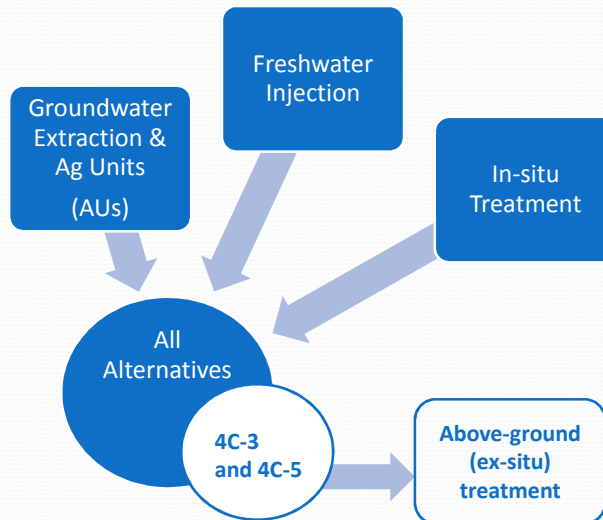 Groundwater
Extraction &
Ag Units
(AUs)
Freshwater
Injection
In-situ
Treatment
All
Alternatives
4C-3
and 4C-5
Above-ground
(ex-situ)
treatment